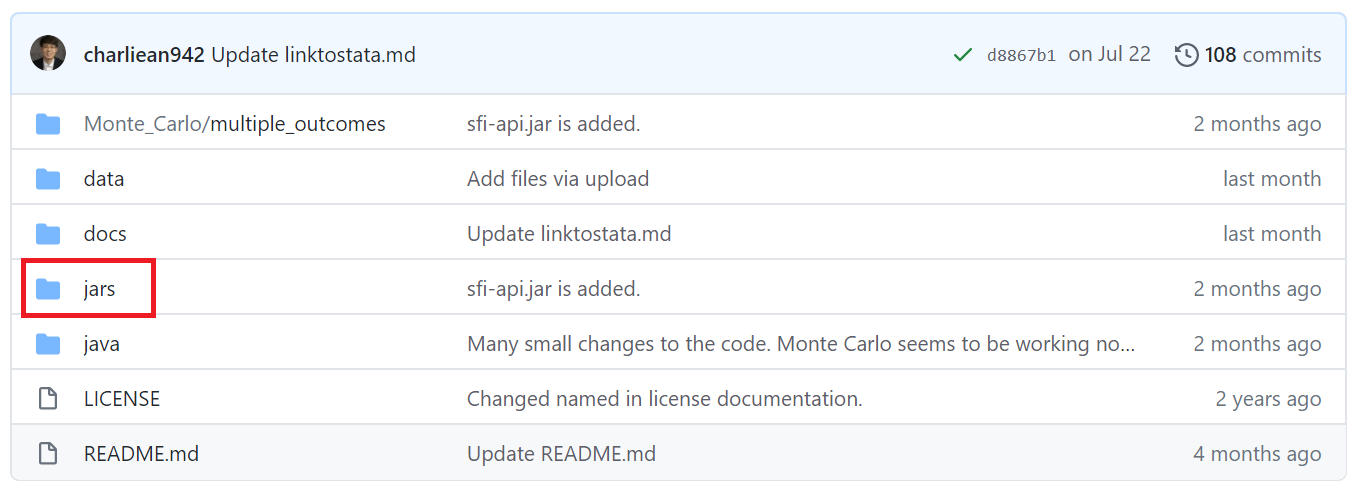 charliean942 Update linktostata.md d8867b1 on Jul 22 108 commits
Monte_Carlo/multiple_outcomes sfi-api.jar is added. 2 months ago
data Add files via upload last month
docs Update linktostata.md last month
jars sfi-api.jar is added. 2 months ago
java Many small changes to the code. Monte Carlo seems to be working no... 2 months ago
LICENSE Changed named in license documentation. 2 years ago
README.md Update README.md 4 months ago